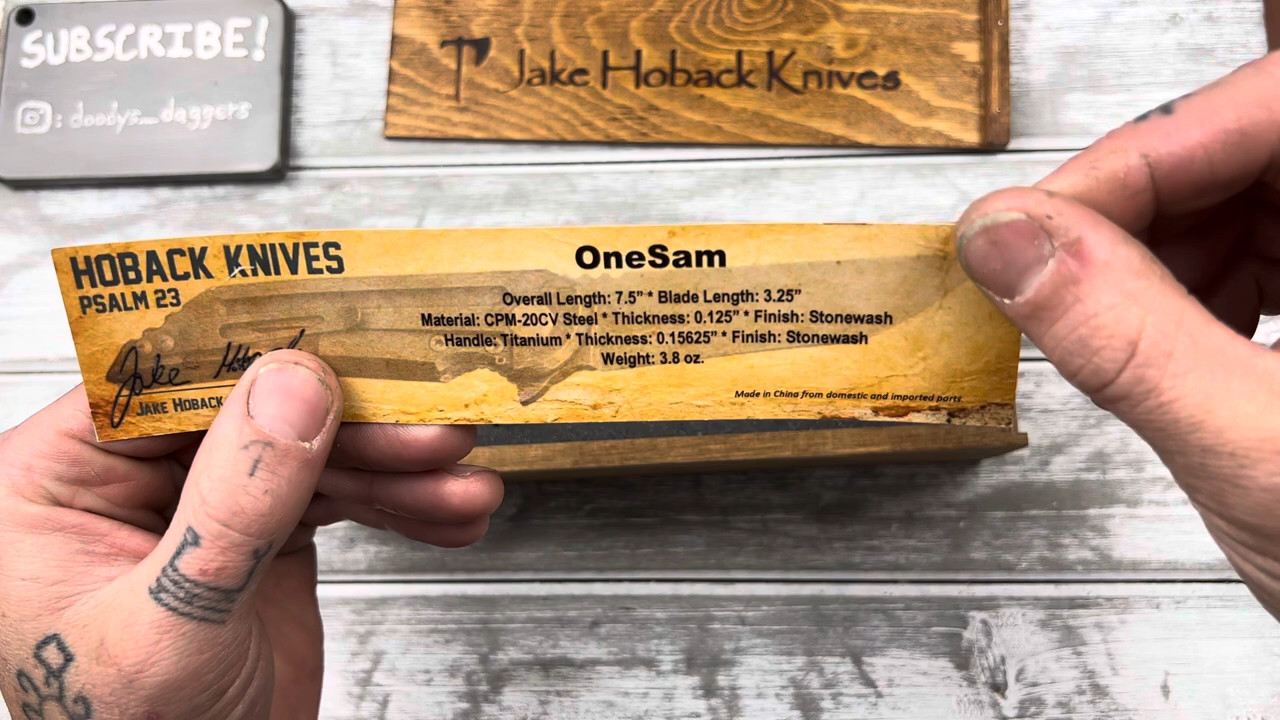 SUBSCRIBE!
: doodys_daggers
Jake Hoback Knives
HOBACK KNIVES
PSALM 23
OneSam
Overall Length: 7.5” * Blade Length: 3.25”
Material: CPM-20CV Steel * Thickness: 0.125” * Finish: Stonewash
Handle: Titanium * Thickness: 0.15625” * Finish: Stonewash
Weight: 3.8 oz.
Jake
JAKE HOBACK
Made in China from domestic and imported parts.
T